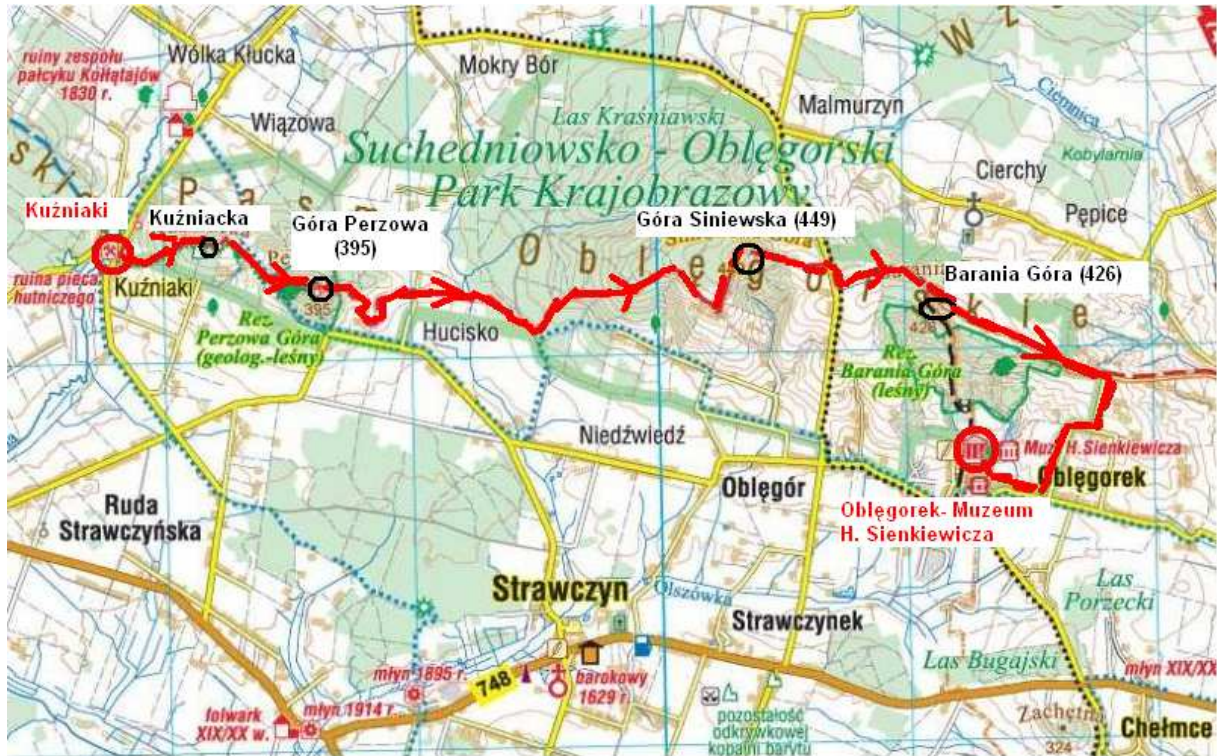 Wólka Kłucka
ruiny zespołu
pałcyku Kołłątajów
1830 r.
Mokry Bór
Wiązowa
Las Kraśniawski
Malmurzyn
Ciemnica
Suchedniowsko - Oblęgorski
Park Krajobrazowy
Cierchy
Kobylarnia
Pępice
Kuźniaki
Kuźniacka
Góra Perzowa
(395)
Góra Siniewska (449)
Barania Góra (426)
ruina pieca
hutniczego
Kuźniaki
395
Hucisko
Rez.
Perzowa Góra
(geolog.-leśny)
Rez.
Barania Góra
(leśny)
Niedźwiedź
Muz. H. Sienkiewicza
Oblęgorek
Oblęgór
Oblęgorek- Muzeum
H. Sienkiewicza
Ruda
Strawczyńska
Strawczyn
Olszówka
Strawczynek
Las
Porzecki
Las Bugajski
młyn 1895 r.
748
barokowy
1629 r.
młyn XIX/XX
folwark
XIX/XX w.
młyn 1914 r.
pozostałość
odkrywkowej
kopalni barytu
Zachętna
324
Chełmce